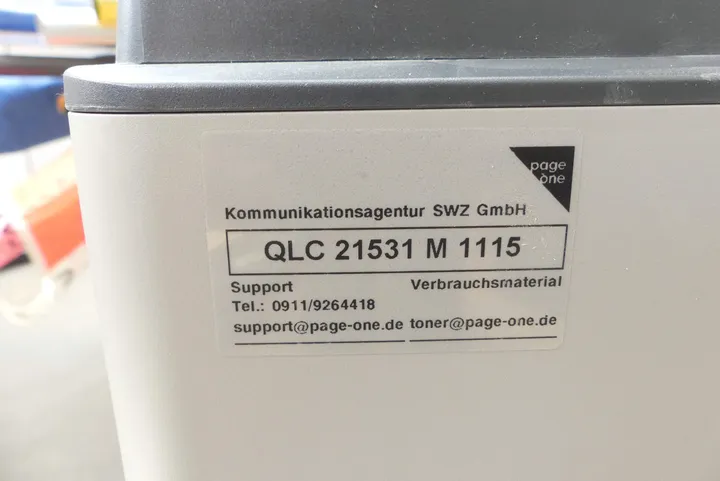 page
one
Kommunikationsagentur SWZ GmbH
QLC 21531 M 1115
Support Verbrauchsmaterial
Tel.: 0911/9264418
support@page-one.de toner@page-one.de